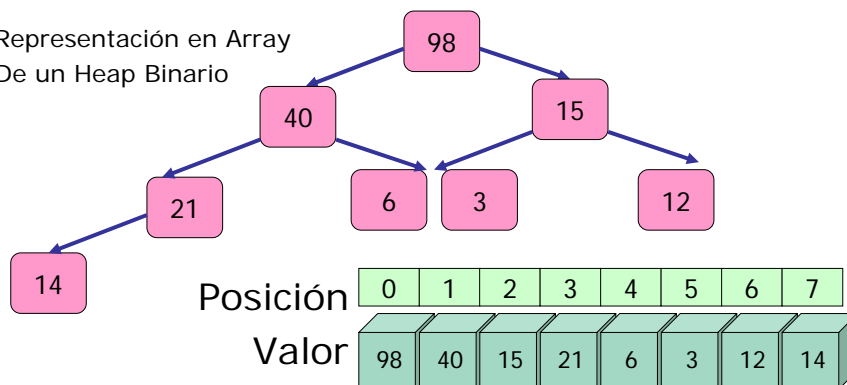 Representación en Array
De un Heap Binario
98
40
15
21
6
3
12
14
Posición 0 1 2 3 4 5 6 7
Valor 98 40 15 21 6 3 12 14